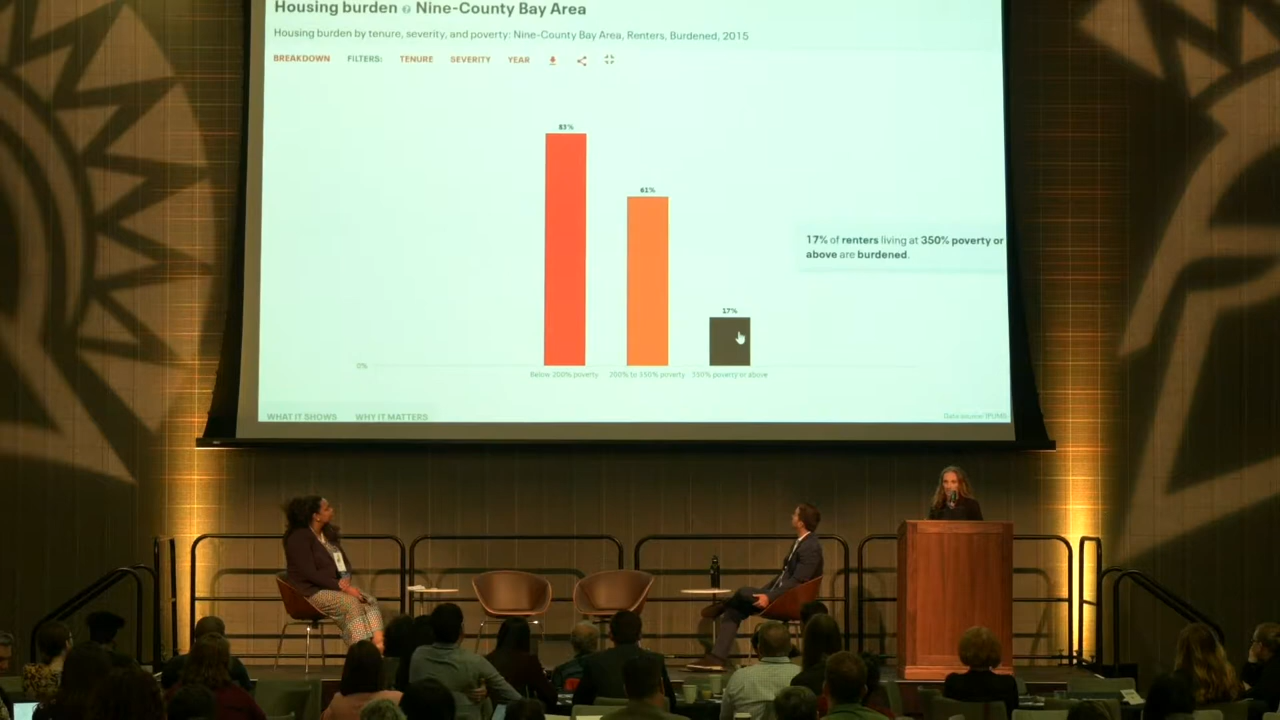 Housing burden Nine-County Bay Area
Housing burden by tenure, severity, and poverty: Nine-County Bay Area, Renters, Burdened, 2015
BREAKDOWN FILTERS: TENURE SEVERITY YEAR
83%
61%
17% of renters living at 350% poverty or
above are burdened.
17%
0%
Below 200% poverty 200% to 350% poverty 350% poverty or above
WHAT IT SHOWS WHY IT MATTERS
Data source: IPUMS